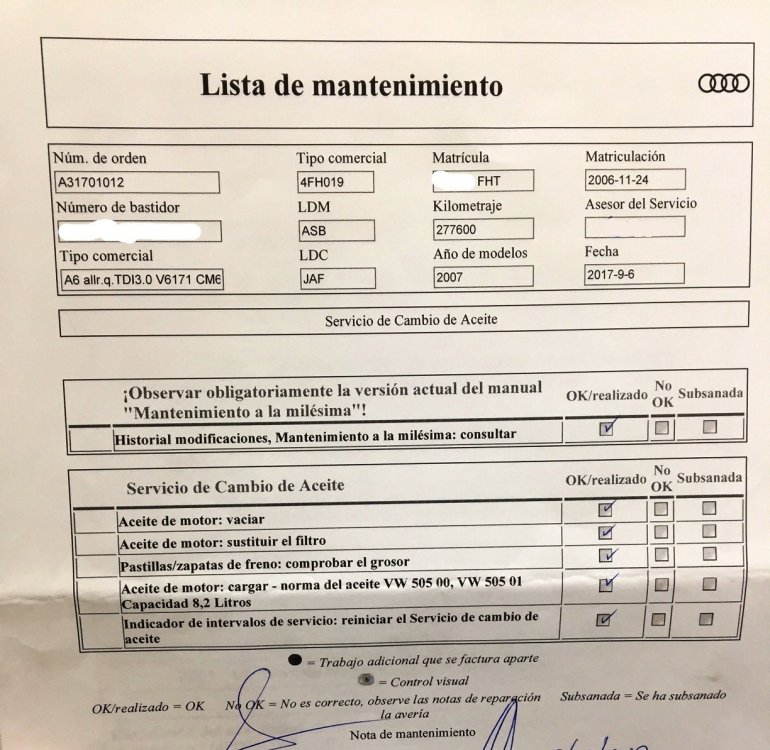 Lista de mantenimiento
Núm. de orden Tipo comercial Matrícula Matriculación
A31701012 4FH019 FHT 2006-11-24
Número de bastidor LDM Kilometraje Asesor del Servicio
ASB 277600
Tipo comercial LDC Año de modelos Fecha
A6 allr.q.TDI3.0 V6171 CM6 JAF 2007 2017-9-6
Servicio de Cambio de Aceite
¡Observar obligatoriamente la versión actual del manual
"Mantenimiento a la milésima"!
OK/realizado No OK Subsanada
Historial modificaciones, Mantenimiento a la milésima: consultar
Servicio de Cambio de Aceite OK/realizado No OK Subsanada
Aceite de motor: vaciar
Aceite de motor: sustituir el filtro
Pastillas/zapatas de freno: comprobar el grosor
Aceite de motor: cargar - norma del aceite VW 505 00, VW 505 01
Capacidad 8,2 Litros
Indicador de intervalos de servicio: reiniciar el Servicio de cambio de
aceite
= Trabajo adicional que se factura aparte
= Control visual
OK/realizado = OK No OK = No es correcto, observe las notas de reparación Subsanada = Se ha subsanado
la avería
Nota de mantenimiento